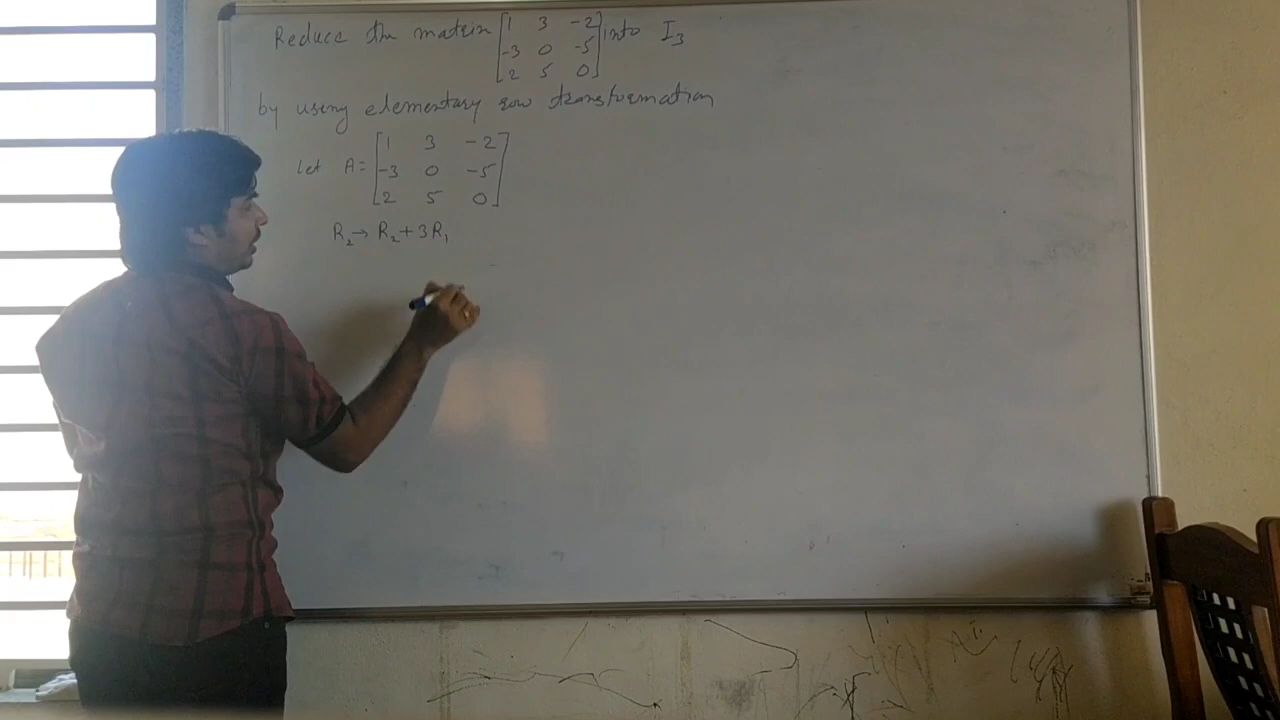 Reduce the matrix [1 3 -2 into I3
-3 0 -5
2 5 0]
by using elementary row transformation
let A = [1 3 -2
-3 0 -5
2 5 0]
R2→ R2+3R1